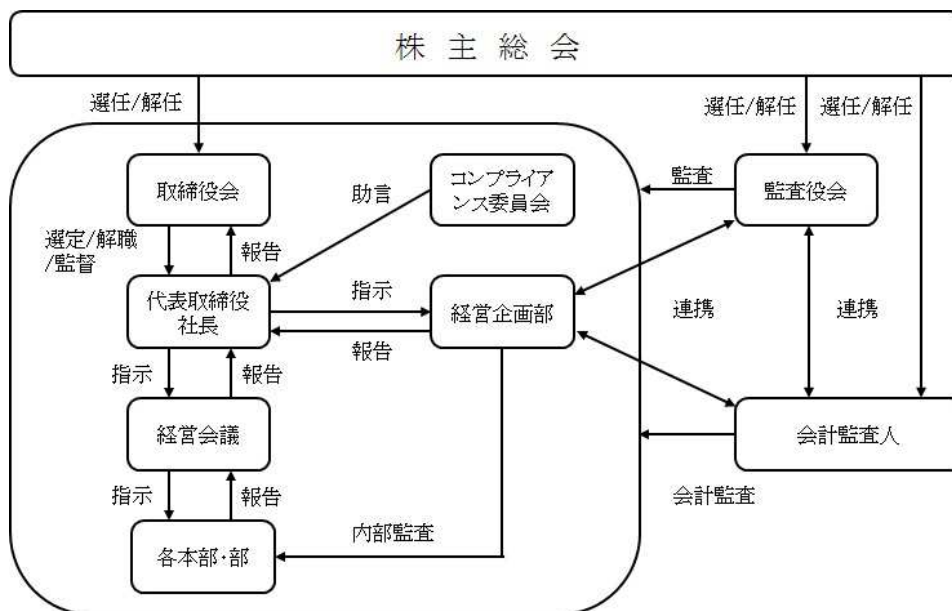 株主総会
選任/解任
選任/解任
選任/解任
取締役会
コンプライア
ンス委員会
助言
監査
監査役会
選定/解職
/監督
報告
代表取締役
社長
指示
経営企画部
報告
連携
連携
指示
報告
経営会議
会計監査人
指示
報告
会計監査
内部監査
各本部・部